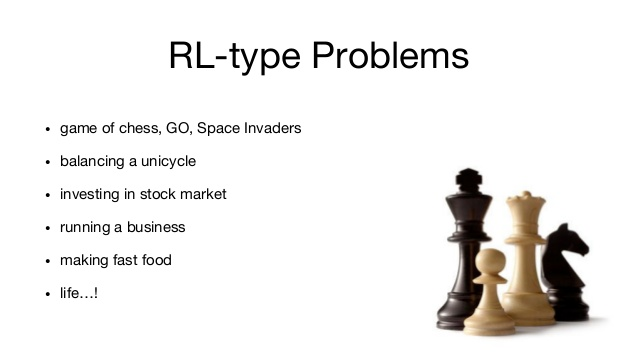 RL-type Problems
• game of chess, GO, Space Invaders
• balancing a unicycle
• investing in stock market
• running a business
• making fast food
• life…!